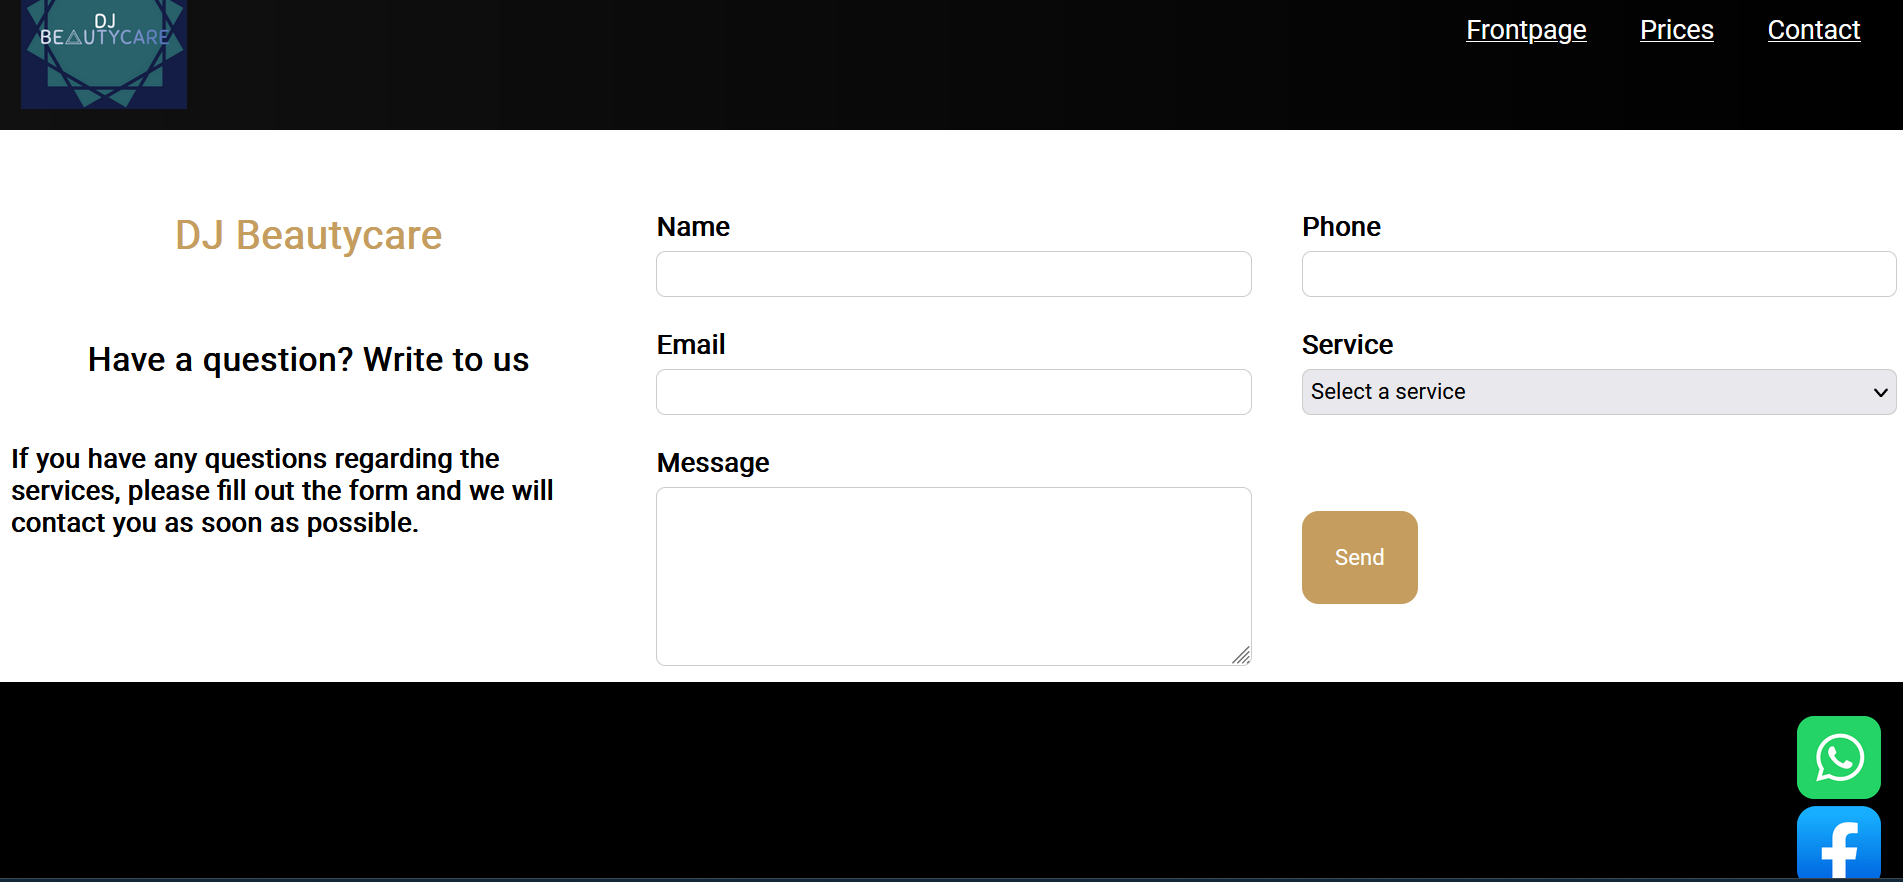 DJ
BEAUTYCARE
Frontpage Prices Contact
DJ Beautycare
Have a question? Write to us
If you have any questions regarding the
services, please fill out the form and we will
contact you as soon as possible.
Name
Phone
Email
Service
Select a service
Message
Send